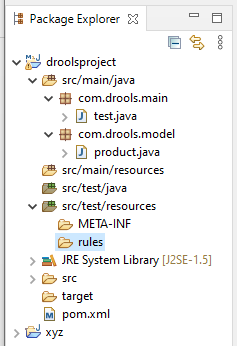 Package Explorer
droolsproject
src/main/java
com.drools.main
test.java
com.drools.model
product.java
src/main/resources
src/test/java
src/test/resources
META-INF
rules
JRE System Library [J2SE-1.5]
src
target
pom.xml
xyz